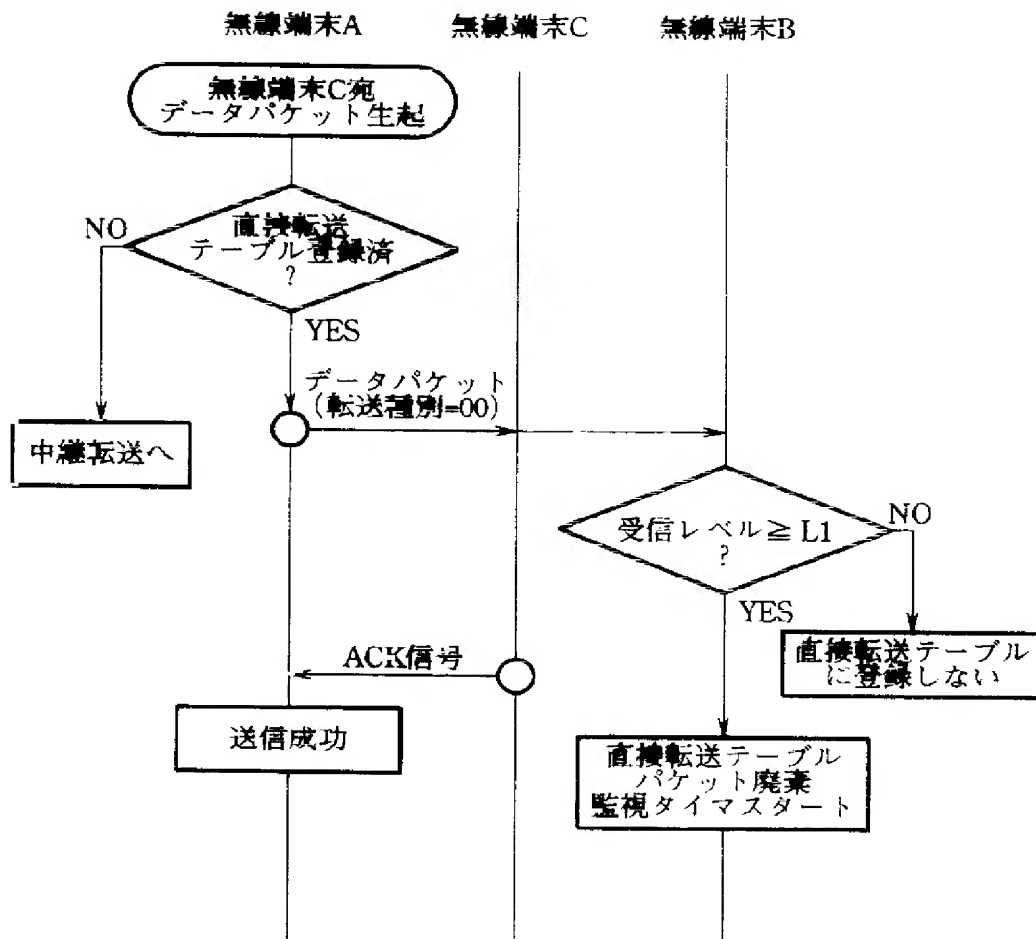 無線端末A 無線端末C 無線端末B
無線端末C宛
データパケット生起
NO
直接転送
テーブル登録済
?
YES
データパケット
(転送種別=00)
中継転送へ
受信レベル≧L1
?
NO
YES
直接転送テーブル
に登録しない
ACK信号
送信成功
直接転送テーブル
パケット廃棄
監視タイマスタート